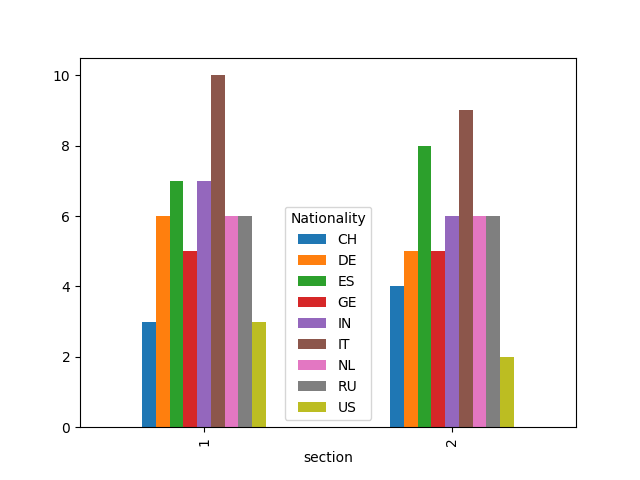 10
8
6
4
2
0
Nationality
CH
DE
ES
GE
IN
IT
NL
RU
US
1
2
section